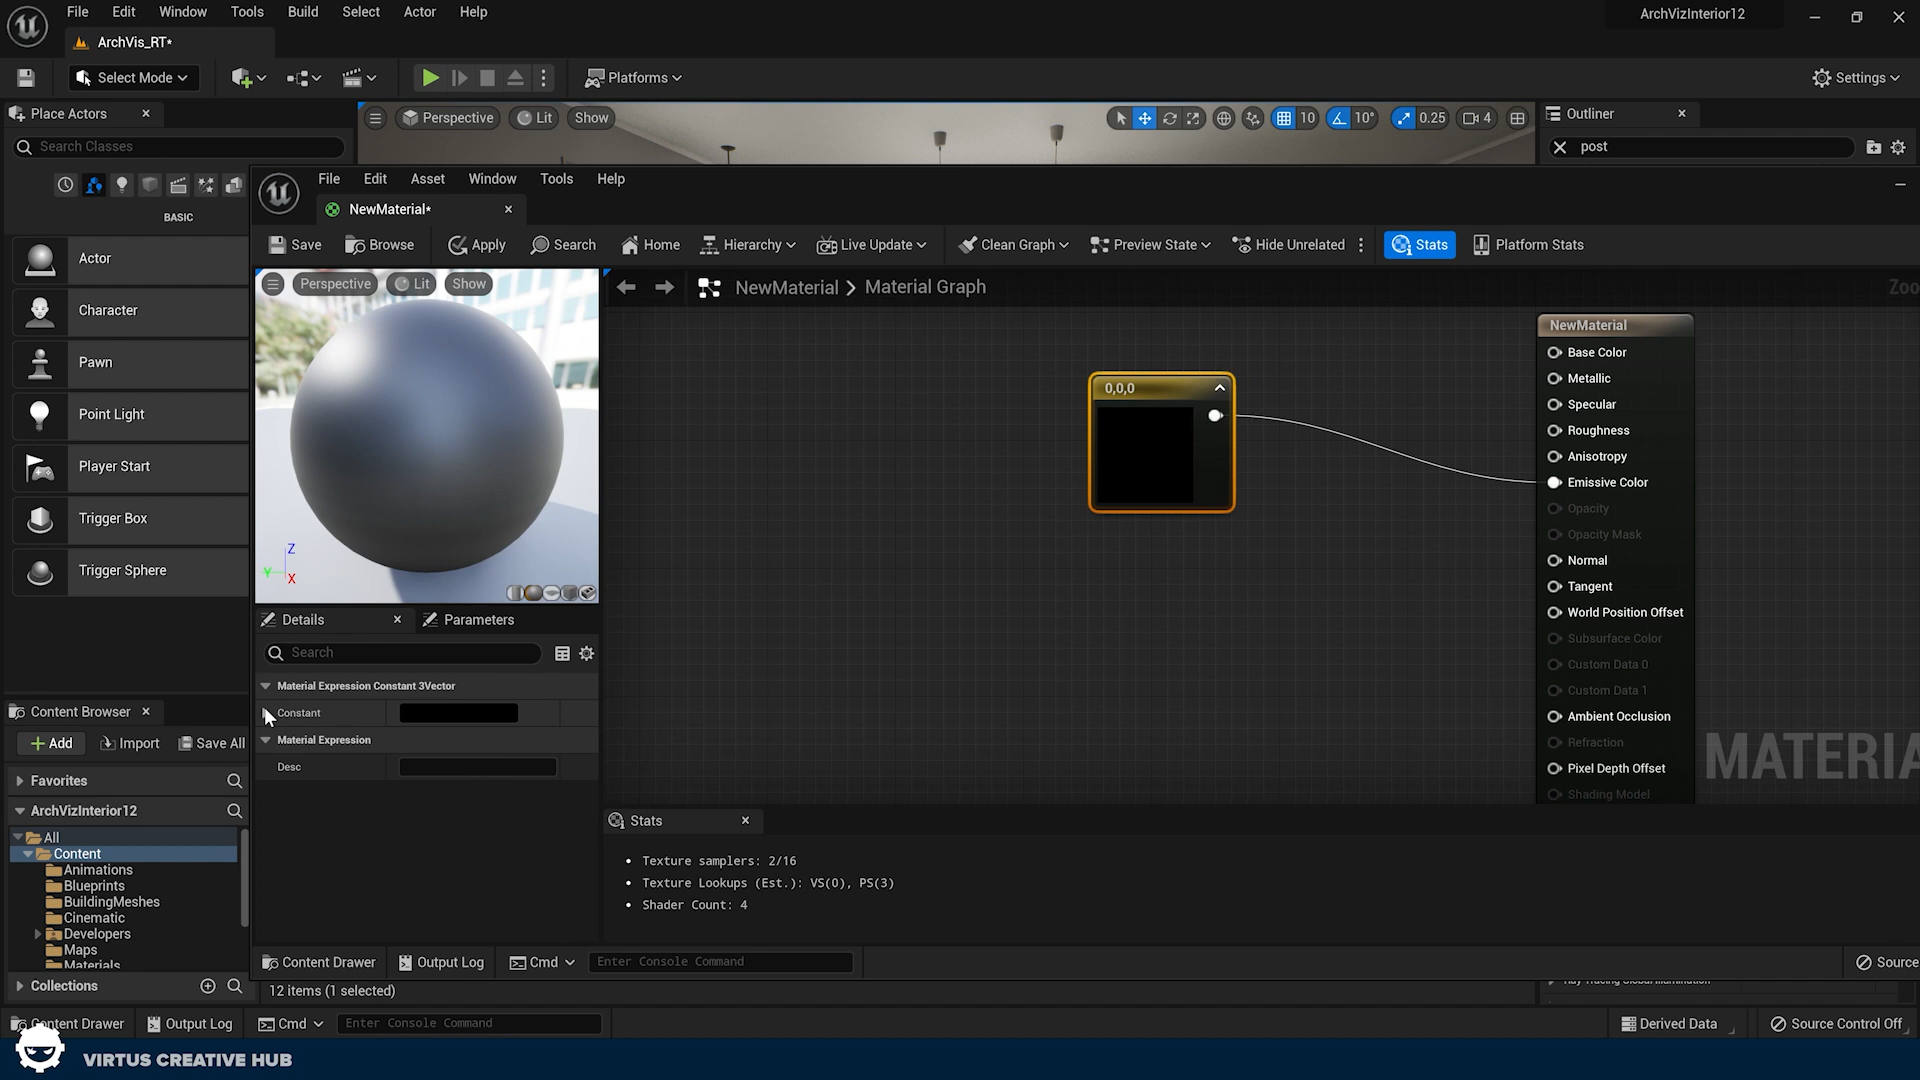 File Edit Window Tools Build Select Actor Help
ArchVizInterior12
ArchVis_RT*
Select Mode
Platforms
Settings
Place Actors
Search Classes
BASIC
Actor
Character
Pawn
Point Light
Player Start
Trigger Box
Trigger Sphere
Perspective Lit Show
10 10° 0.25 4
Outliner
post
File Edit Asset Window Tools Help
NewMaterial*
Save Browse Apply Search Home Hierarchy Live Update Clean Graph Preview State Hide Unrelated Stats Platform Stats
Perspective Lit Show
Z
Y
X
NewMaterial > Material Graph
Zoo
0,0,0
NewMaterial
Base Color
Metallic
Specular
Roughness
Anisotropy
Emissive Color
Opacity
Opacity Mask
Normal
Tangent
World Position Offset
Subsurface Color
Custom Data 0
Custom Data 1
Ambient Occlusion
Refraction
Pixel Depth Offset
Shading Model
MATERIA
Details Parameters
Search
Material Expression Constant 3Vector
Constant
Material Expression
Desc
Stats
Texture samplers: 2/16
Texture Lookups (Est.): VS(0), PS(3)
Shader Count: 4
Content Drawer Output Log Cmd Enter Console Command
Source
12 items (1 selected)
Content Browser
Add Import Save All
Favorites
ArchVizInterior12
All
Content
Animations
Blueprints
BuildingMeshes
Cinematic
Developers
Maps
Materials
Collections
Ray Tracing Global Illumination
Content Drawer Output Log Cmd Enter Console Command
Derived Data Source Control Off
VIRTUS CREATIVE HUB